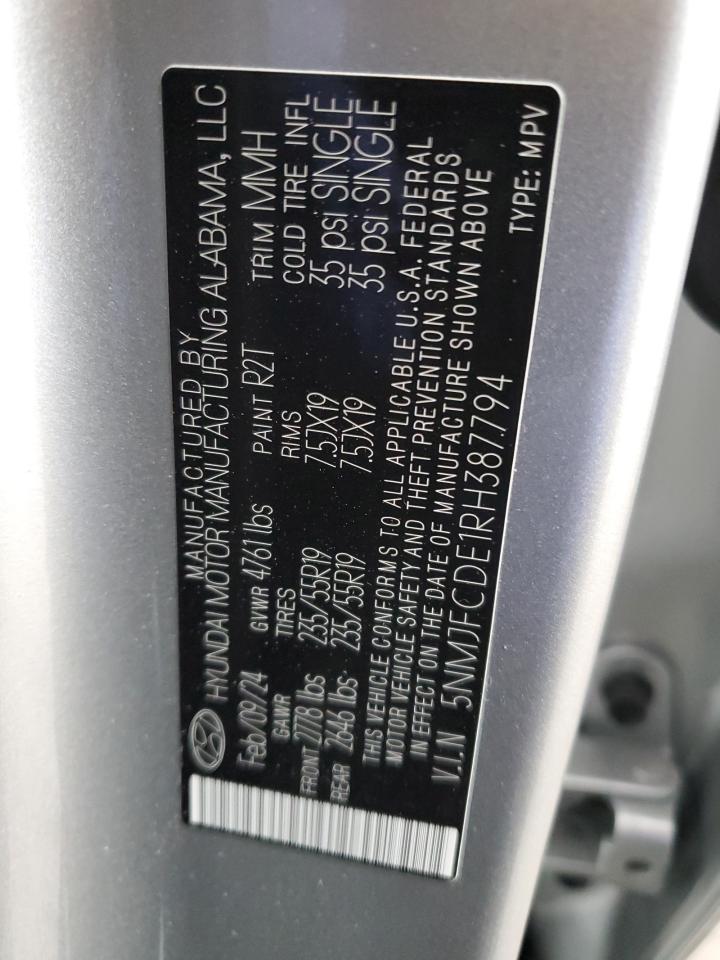 MANUFACTURED BY
HYUNDAI MOTOR MANUFACTURING ALABAMA, LLC
Feb/09/24 GVWR 4761 lbs PAINT R2T TRIM MMH
GAWR TIRES RIMS COLD TIRE INFL
FRONT 2778 lbs 235/55R19 7.5JX19 35 psi SINGLE
REAR 2646 lbs 235/55R19 7.5JX19 35 psi SINGLE
THIS VEHICLE CONFORMS TO ALL APPLICABLE U.S.A. FEDERAL
MOTOR VEHICLE SAFETY AND THEFT PREVENTION STANDARDS
IN EFFECT ON THE DATE OF MANUFACTURE SHOWN ABOVE
V.I.N 5NMJFCDE1RH387794
TYPE: MPV